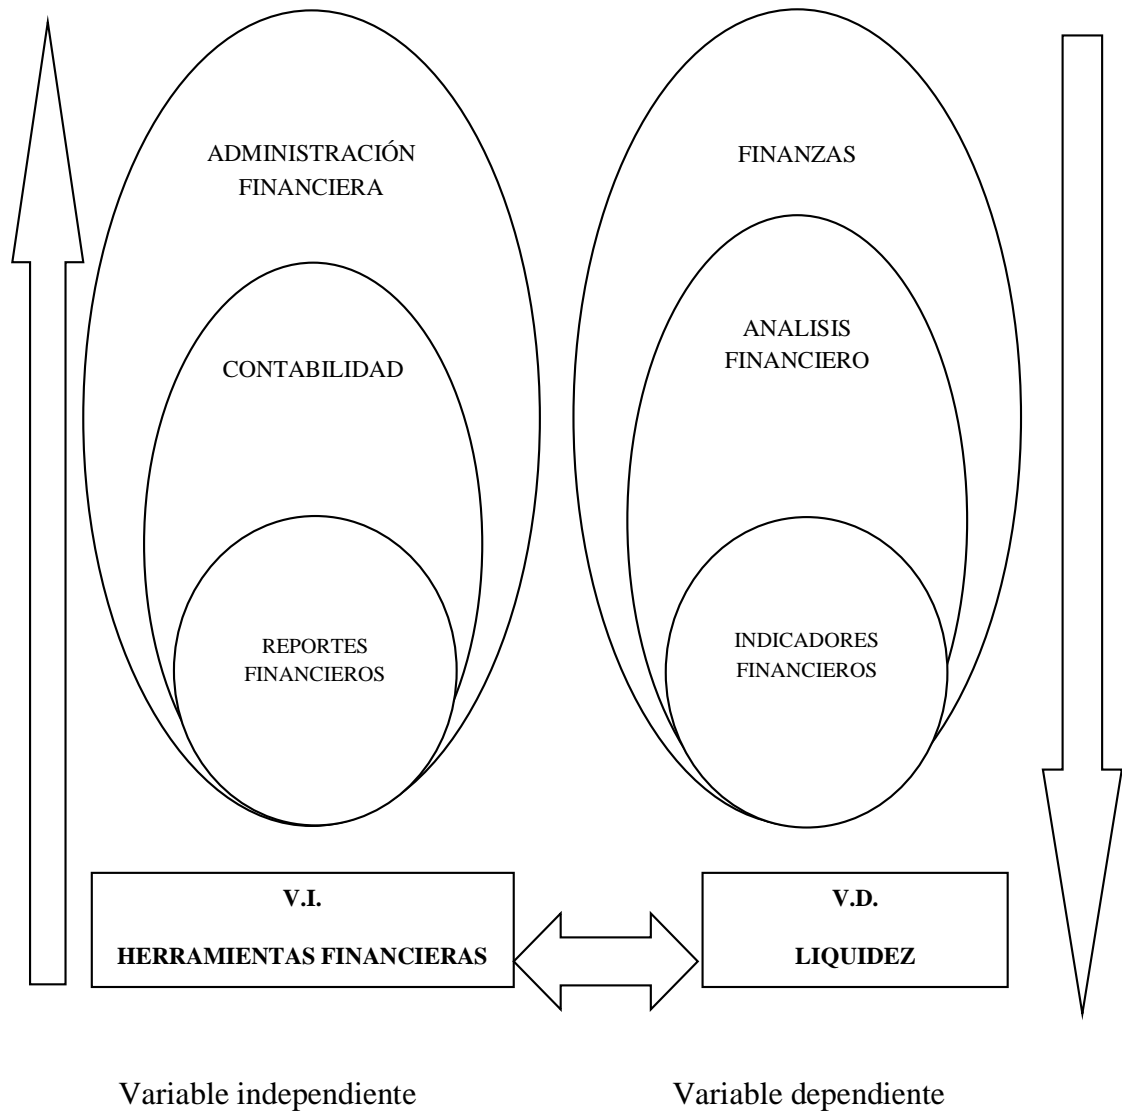 ADMINISTRACIÓN
FINANCIERA
CONTABILIDAD
REPORTES
FINANCIEROS
FINANZAS
ANALISIS
FINANCIERO
INDICADORES
FINANCIEROS
V.I.
HERRAMIENTAS FINANCIERAS
V.D.
LIQUIDEZ
Variable independiente
Variable dependiente